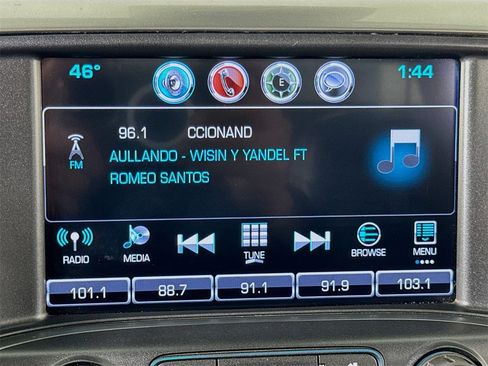 46° 1:44
E
96.1 CCIONAND
FM
AULLANDO - WISIN Y YANDEL FT
ROMEO SANTOS
RADIO MEDIA TUNE BROWSE MENU
101.1 88.7 91.1 91.9 103.1